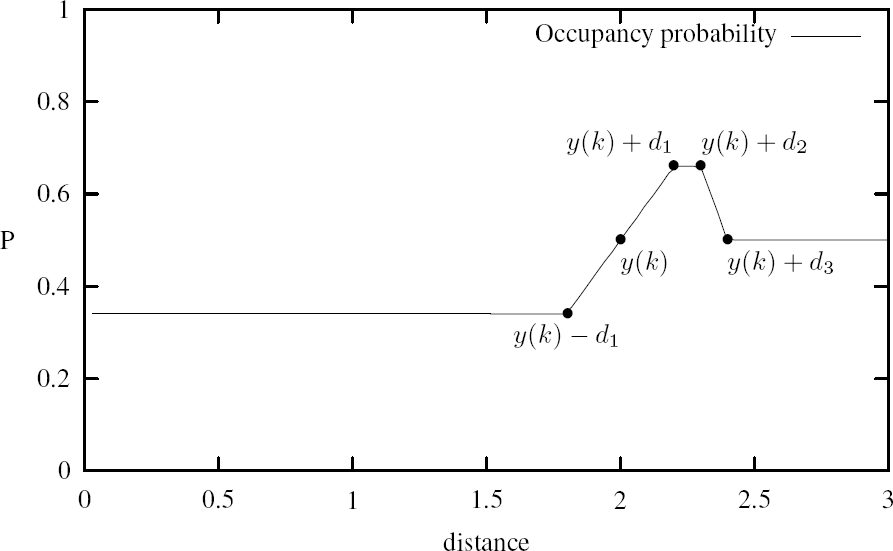 1
Occupancy probability
0.8
y(k) + d₁ y(k) + d₂
0.6
P
y(k) y(k) + d₃
0.4
y(k) − d₁
0.2
0
0 0.5 1 1.5 2 2.5 3
distance